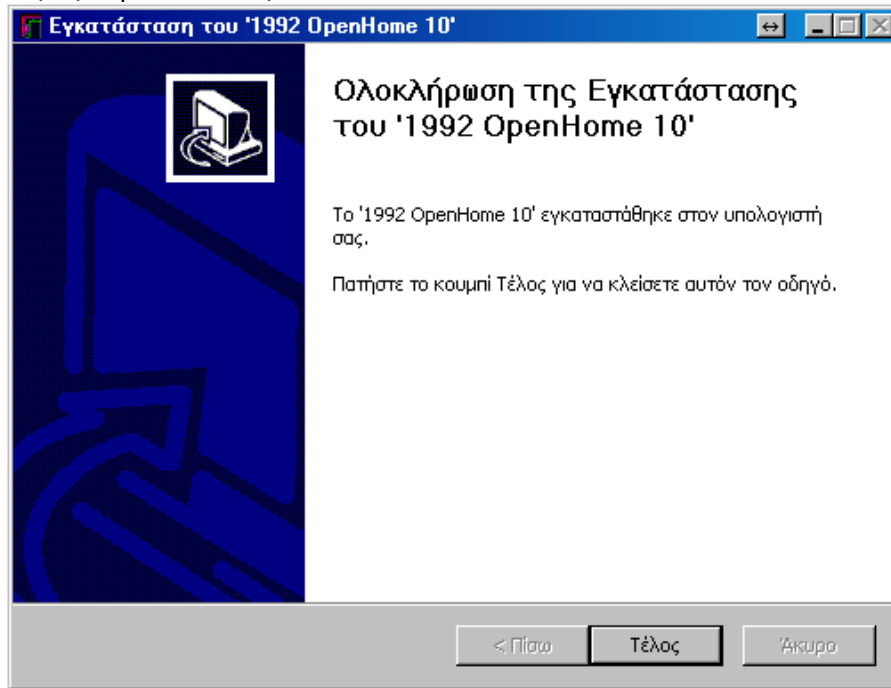 Εγκατάσταση του '1992 OpenHome 10'
Ολοκλήρωση της Εγκατάστασης
του '1992 OpenHome 10'
Το '1992 OpenHome 10' εγκαταστάθηκε στον υπολογιστή
σας.
Πατήστε το κουμπί Τέλος για να κλείσετε αυτόν τον οδηγό.
< Πίσω
Τέλος
Άκυρο